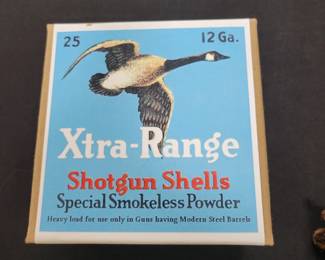 25 12 Ga.
Xtra-Range
Shotgun Shells
Special Smokeless Powder
Heavy load for use only in Guns having Modern Steel Barrels